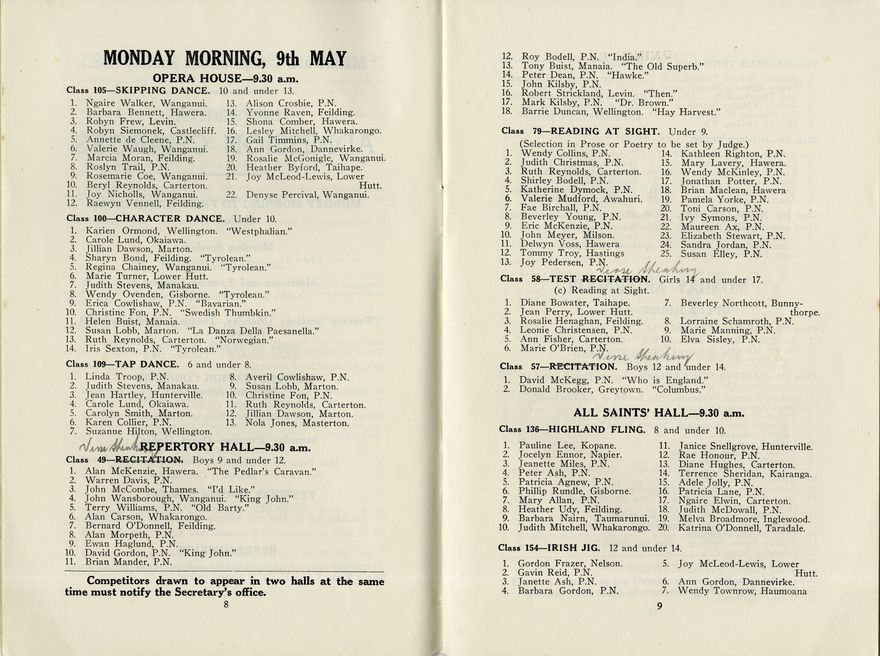 MONDAY MORNING, 9th MAY
OPERA HOUSE—9.30 a.m.
Class 105—SKIPPING DANCE. 10 and under 13.
1. Ngaire Walker, Wanganui.
2. Barbara Bennett, Hawera.
3. Robyn Frew, Levin.
4. Robyn Siemonek, Castlecliff.
5. Annette de Cleene, P.N.
6. Valerie Waugh, Wanganui.
7. Marcia Moran, Feilding.
8. Roslyn Trail, P.N.
9. Rosemarie Coe, Wanganui.
10. Beryl Reynolds, Carterton.
11. Joy Nicholls, Wanganui.
12. Raewyn Vennell, Feilding.
13. Alison Crosbie, P.N.
14. Yvonne Raven, Feilding.
15. Shona Comber, Hawera.
16. Lesley Mitchell, Whakarongo.
17. Gail Timmins, P.N.
18. Ann Gordon, Dannevirke.
19. Rosalie McGonigle, Wanganui.
20. Heather Byford, Taihape.
21. Joy McLeod-Lewis, Lower
Hutt.
22. Denyse Percival, Wanganui.
Class 100—CHARACTER DANCE. Under 10.
1. Karien Ormond, Wellington. "Westphalian."
2. Carole Lund, Okaiawa.
3. Jillian Dawson, Marton.
4. Sharyn Bond, Feilding. "Tyrolean."
5. Regina Chainey, Wanganui. "Tyrolean."
6. Marie Turner, Lower Hutt.
7. Judith Stevens, Manakau.
8. Wendy Ovenden, Gisborne. "Tyrolean."
9. Erica Cowlishaw, P.N. "Bavarian."
10. Christine Fon, P.N. "Swedish Thumbkin."
11. Helen Buist, Manaia.
12. Susan Lobb, Marton. "La Danza Della Paesanella."
13. Ruth Reynolds, Carterton. "Norwegian."
14. Iris Sexton, P.N. "Tyrolean."
Class 109—TAP DANCE. 6 and under 8.
1. Linda Troop, P.N.
2. Judith Stevens, Manakau.
3. Jean Hartley, Hunterville.
4. Carole Lund, Okaiawa.
5. Carolyn Smith, Marton.
6. Karen Collier, P.N.
7. Suzanne Hilton, Wellington.
8. Averil Cowlishaw, P.N.
9. Susan Lobb, Marton.
10. Christine Fon, P.N.
11. Ruth Reynolds, Carterton.
12. Jillian Dawson, Marton.
13. Nola Jones, Masterton.
Verse Speaking
REPERTORY HALL—9.30 a.m.
Class 49—RECITATION. Boys 9 and under 12.
1. Alan McKenzie, Hawera. "The Pedlar's Caravan."
2. Warren Davis, P.N.
3. John McCombe, Thames. "I'd Like."
4. John Wansborough, Wanganui. "King John."
5. Terry Williams, P.N. "Old Barty."
6. Alan Carson, Whakarongo.
7. Bernard O'Donnell, Feilding.
8. Alan Morpeth, P.N.
9. Ewan Haglund, P.N.
10. David Gordon, P.N. "King John."
11. Brian Mander, P.N.
Competitors drawn to appear in two halls at the same
time must notify the Secretary's office.
8
12. Roy Bodell, P.N. "India."
13. Tony Buist, Manaia. "The Old Superb."
14. Peter Dean, P.N. "Hawke."
15. John Kilsby, P.N.
16. Robert Strickland, Levin. "Then."
17. Mark Kilsby, P.N. "Dr. Brown."
18. Barrie Duncan, Wellington. "Hay Harvest."
Class 79—READING AT SIGHT. Under 9.
(Selection in Prose or Poetry to be set by Judge.)
1. Wendy Collins, P.N.
2. Judith Christmas, P.N.
3. Ruth Reynolds, Carterton.
4. Shirley Bodell, P.N.
5. Katherine Dymock, P.N.
6. Valerie Mudford, Awahuri.
7. Fae Birchall, P.N.
8. Beverley Young, P.N.
9. Eric McKenzie, P.N.
10. John Meyer, Milson.
11. Delwyn Voss, Hawera
12. Tommy Troy, Hastings
13. Joy Pedersen, P.N.
14. Kathleen Righton, P.N.
15. Mary Lavery, Hawera.
16. Wendy McKinley, P.N.
17. Jonathan Potter, P.N.
18. Brian Maclean, Hawera
19. Pamela Yorke, P.N.
20. Toni Carson, P.N.
21. Ivy Symons, P.N.
22. Maureen Ax, P.N.
23. Elizabeth Stewart, P.N.
24. Sandra Jordan, P.N.
25. Susan Elley, P.N.
Verse Speaking
Class 58—TEST RECITATION. Girls 14 and under 17.
(c) Reading at Sight.
1. Diane Bowater, Taihape.
2. Jean Perry, Lower Hutt.
3. Rosalie Henaghan, Feilding.
4. Leonie Christensen, P.N.
5. Ann Fisher, Carterton.
6. Marie O'Brien, P.N.
7. Beverley Northcott, Bunny-
thorpe.
8. Lorraine Schamroth, P.N.
9. Marie Manning, P.N.
10. Elva Sisley, P.N.
Verse Speaking
Class 57—RECITATION. Boys 12 and under 14.
1. David McKegg, P.N. "Who is England."
2. Donald Brooker, Greytown. "Columbus."
ALL SAINTS' HALL—9.30 a.m.
Class 136—HIGHLAND FLING. 8 and under 10.
1. Pauline Lee, Kopane.
2. Jocelyn Ennor, Napier.
3. Jeanette Miles, P.N.
4. Peter Ash, P.N.
5. Patricia Agnew, P.N.
6. Phillip Rundle, Gisborne.
7. Mary Allan, P.N.
8. Heather Udy, Feilding.
9. Barbara Nairn, Taumarunui.
10. Judith Mitchell, Whakarongo.
11. Janice Snellgrove, Hunterville.
12. Rae Honour, P.N.
13. Diane Hughes, Carterton.
14. Terrence Sheridan, Kairanga.
15. Adele Jolly, P.N.
16. Patricia Lane, P.N.
17. Ngaire Elwin, Carterton.
18. Judith McDowall, P.N.
19. Melva Broadmore, Inglewood.
20. Katrina O'Donnell, Taradale.
Class 154—IRISH JIG. 12 and under 14.
1. Gordon Frazer, Nelson.
2. Gavin Reid, P.N.
3. Janette Ash, P.N.
4. Barbara Gordon, P.N.
5. Joy McLeod-Lewis, Lower
Hutt.
6. Ann Gordon, Dannevirke.
7. Wendy Townrow, Haumoana
9